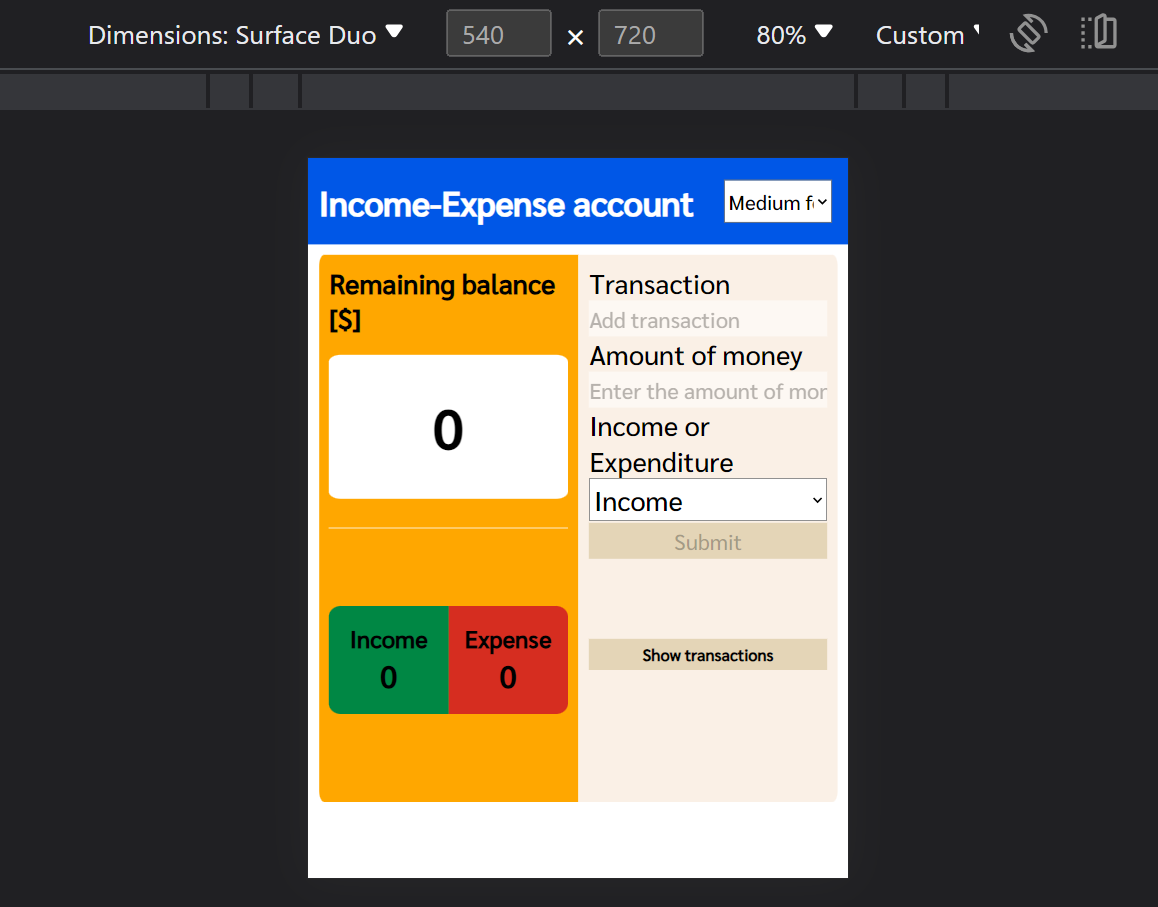 Dimensions: Surface Duo 540 × 720 80% Custom
Income-Expense account
Medium f
Remaining balance
[$]
0
Income
0
Expense
0
Transaction
Add transaction
Amount of money
Enter the amount of mor
Income or
Expenditure
Income
Submit
Show transactions